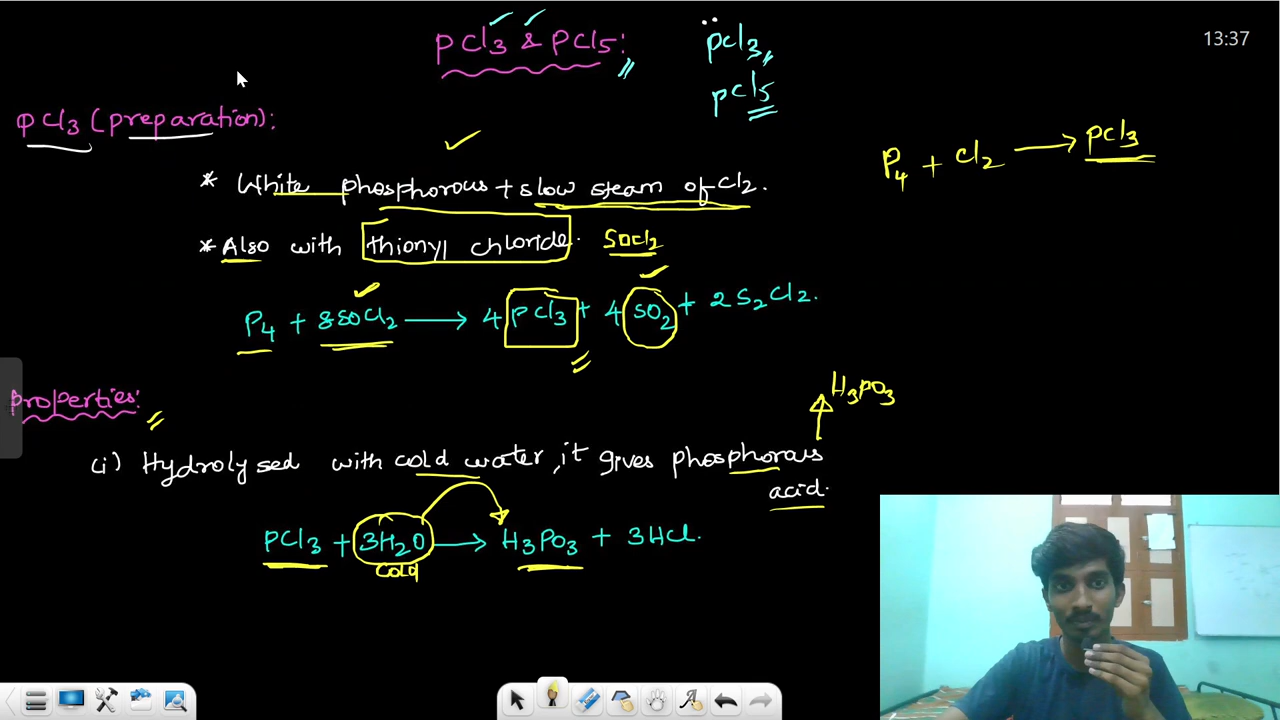 PCl3 & PCl5:
PCl3,
PCl5
13:37
PCl3 (preparation):
P4 + Cl2 → PCl3
* White phosphorous + slow steam of Cl2.
* Also with thionyl chloride. SOCl2
P4 + 8SOCl2 → 4PCl3 + 4SO2 + 2S2Cl2.
Properties:
H3PO3
(i) Hydrolysed with cold water, it gives phosphorous
acid.
PCl3 + 3H2O → H3PO3 + 3HCl.
cold